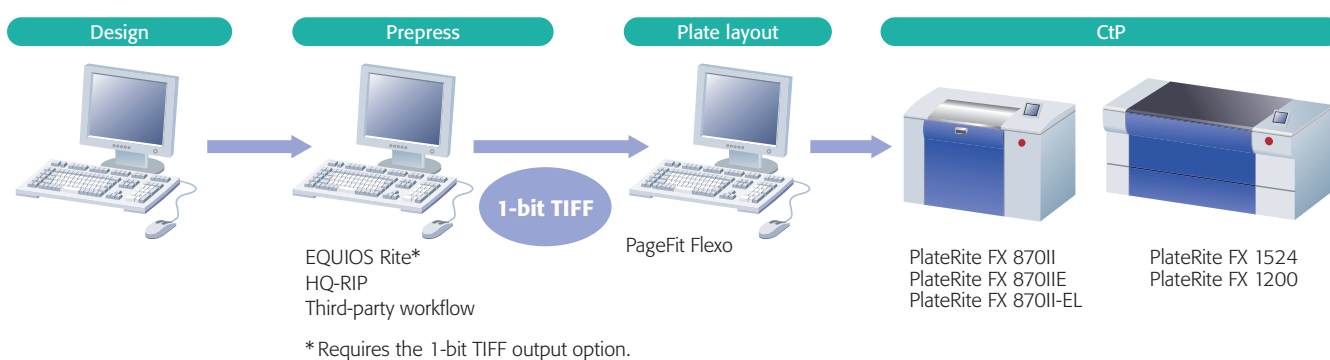 Design
Prepress
Plate layout
CtP
1-bit TIFF
EQUIOS Rite*
HQ-RIP
Third-party workflow
* Requires the 1-bit TIFF output option.
PageFit Flexo
PlateRite FX 870II
PlateRite FX 870IIE
PlateRite FX 870II-EL
PlateRite FX 1524
PlateRite FX 1200